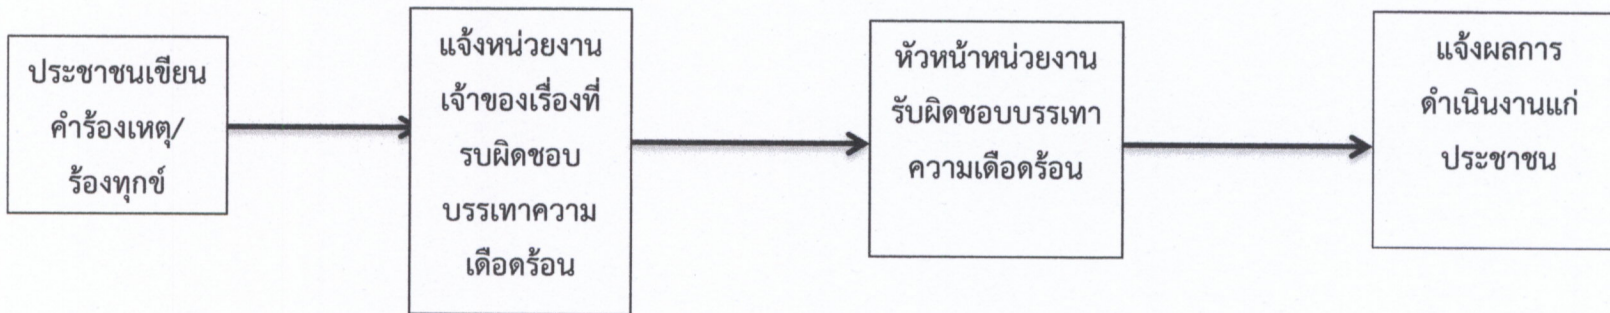 ประชาชนเขียน
คำร้องเหตุ/
ร้องทุกข์
แจ้งหน่วยงาน
เจ้าของเรื่องที่
รบผิดชอบ
บรรเทาความ
เดือดร้อน
หัวหน้าหน่วยงาน
รับผิดชอบบรรเทา
ความเดือดร้อน
แจ้งผลการ
ดำเนินงานแก่
ประชาชน